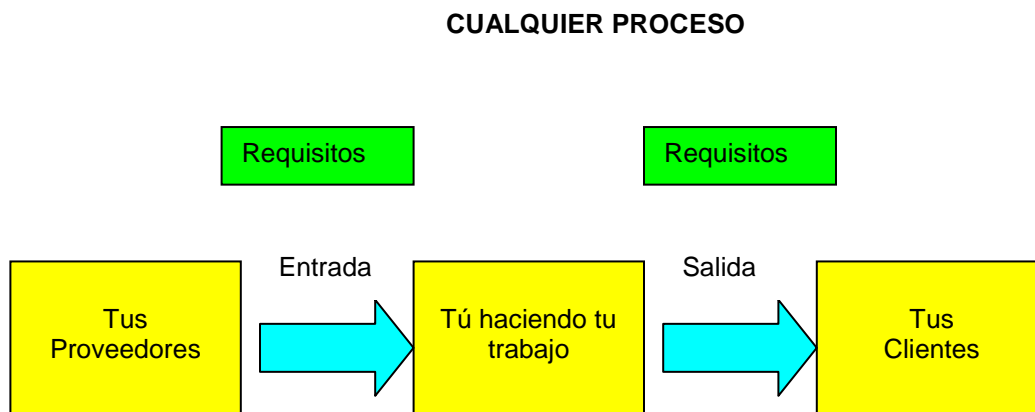 CUALQUIER PROCESO
Requisitos
Requisitos
Entrada
Salida
Tus
Proveedores
Tú haciendo tu
trabajo
Tus
Clientes